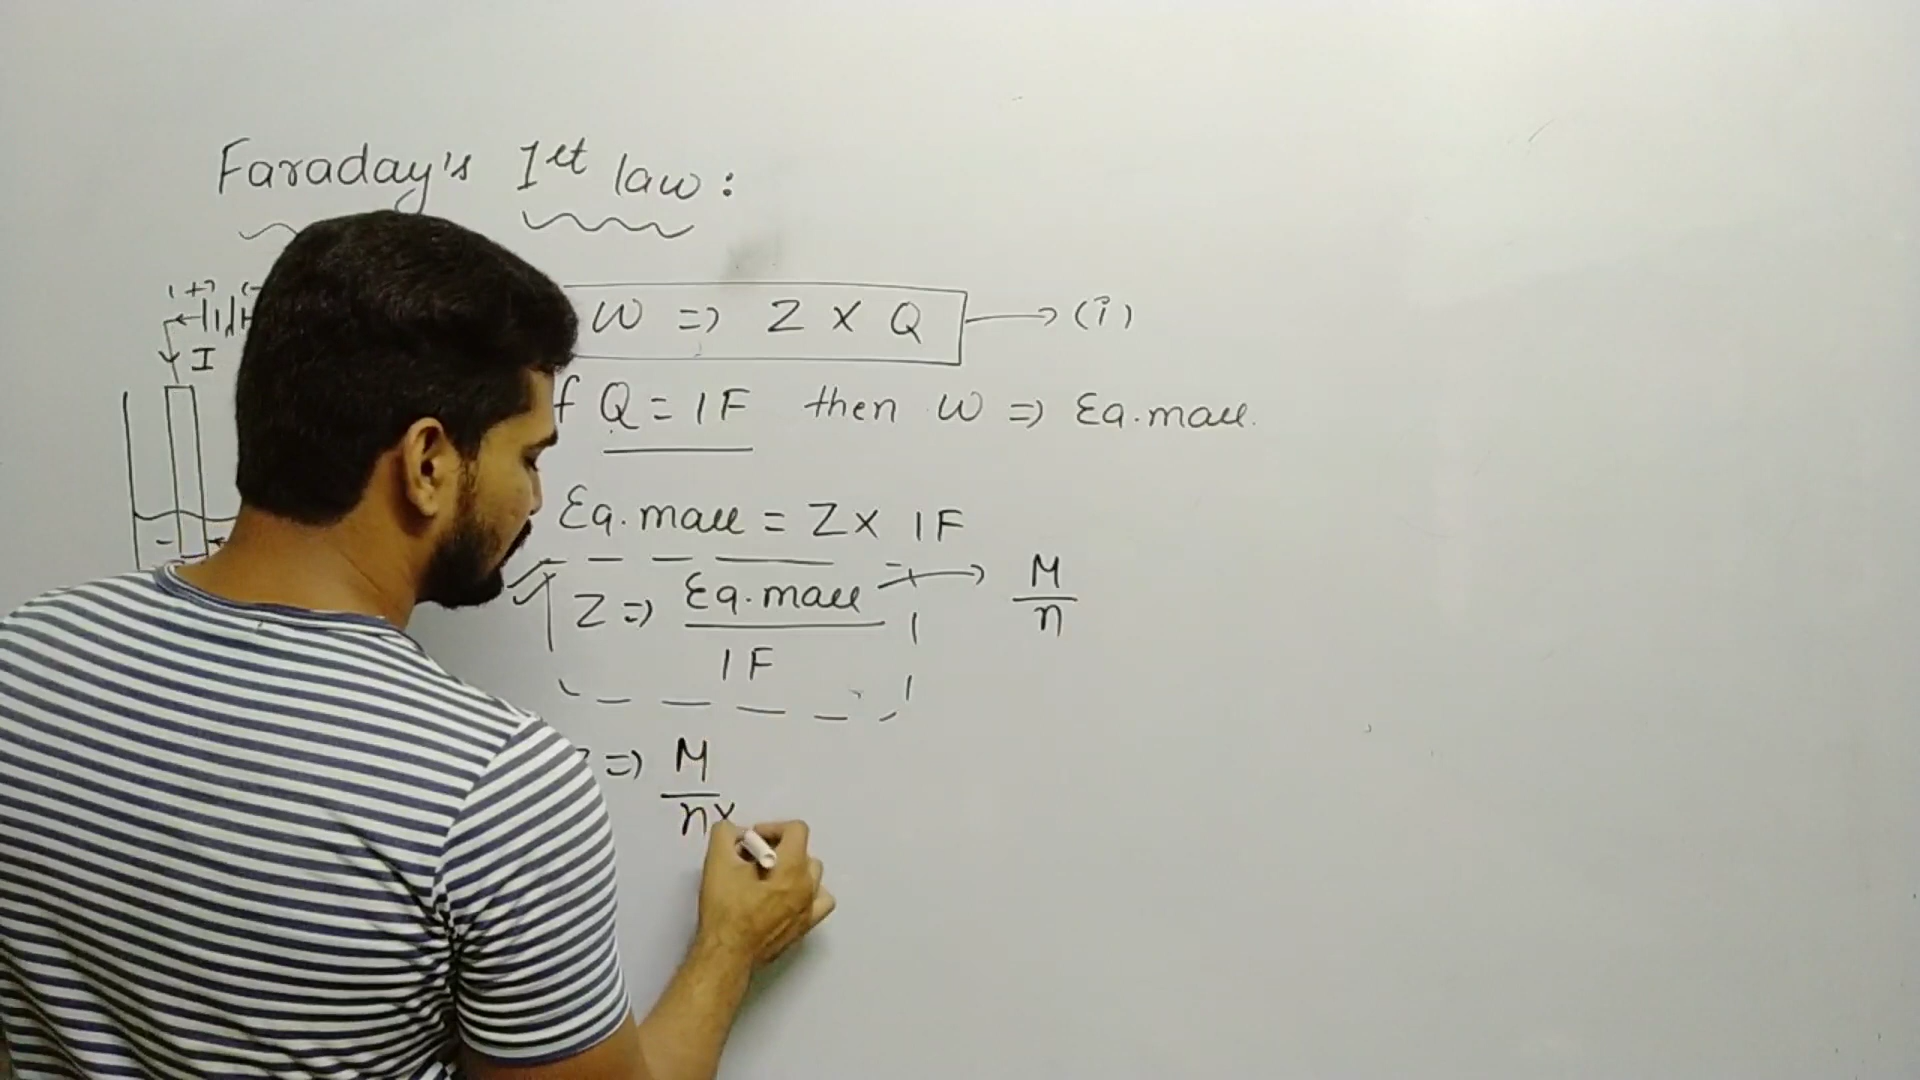 Faraday's 1st law:
(+) (-
I
W => Z X Q → (i)
f Q = 1F then W => Eq. mass.
Eq. mass = Z X 1F
Z => Eq. mass → M
1F n
=> M
n X